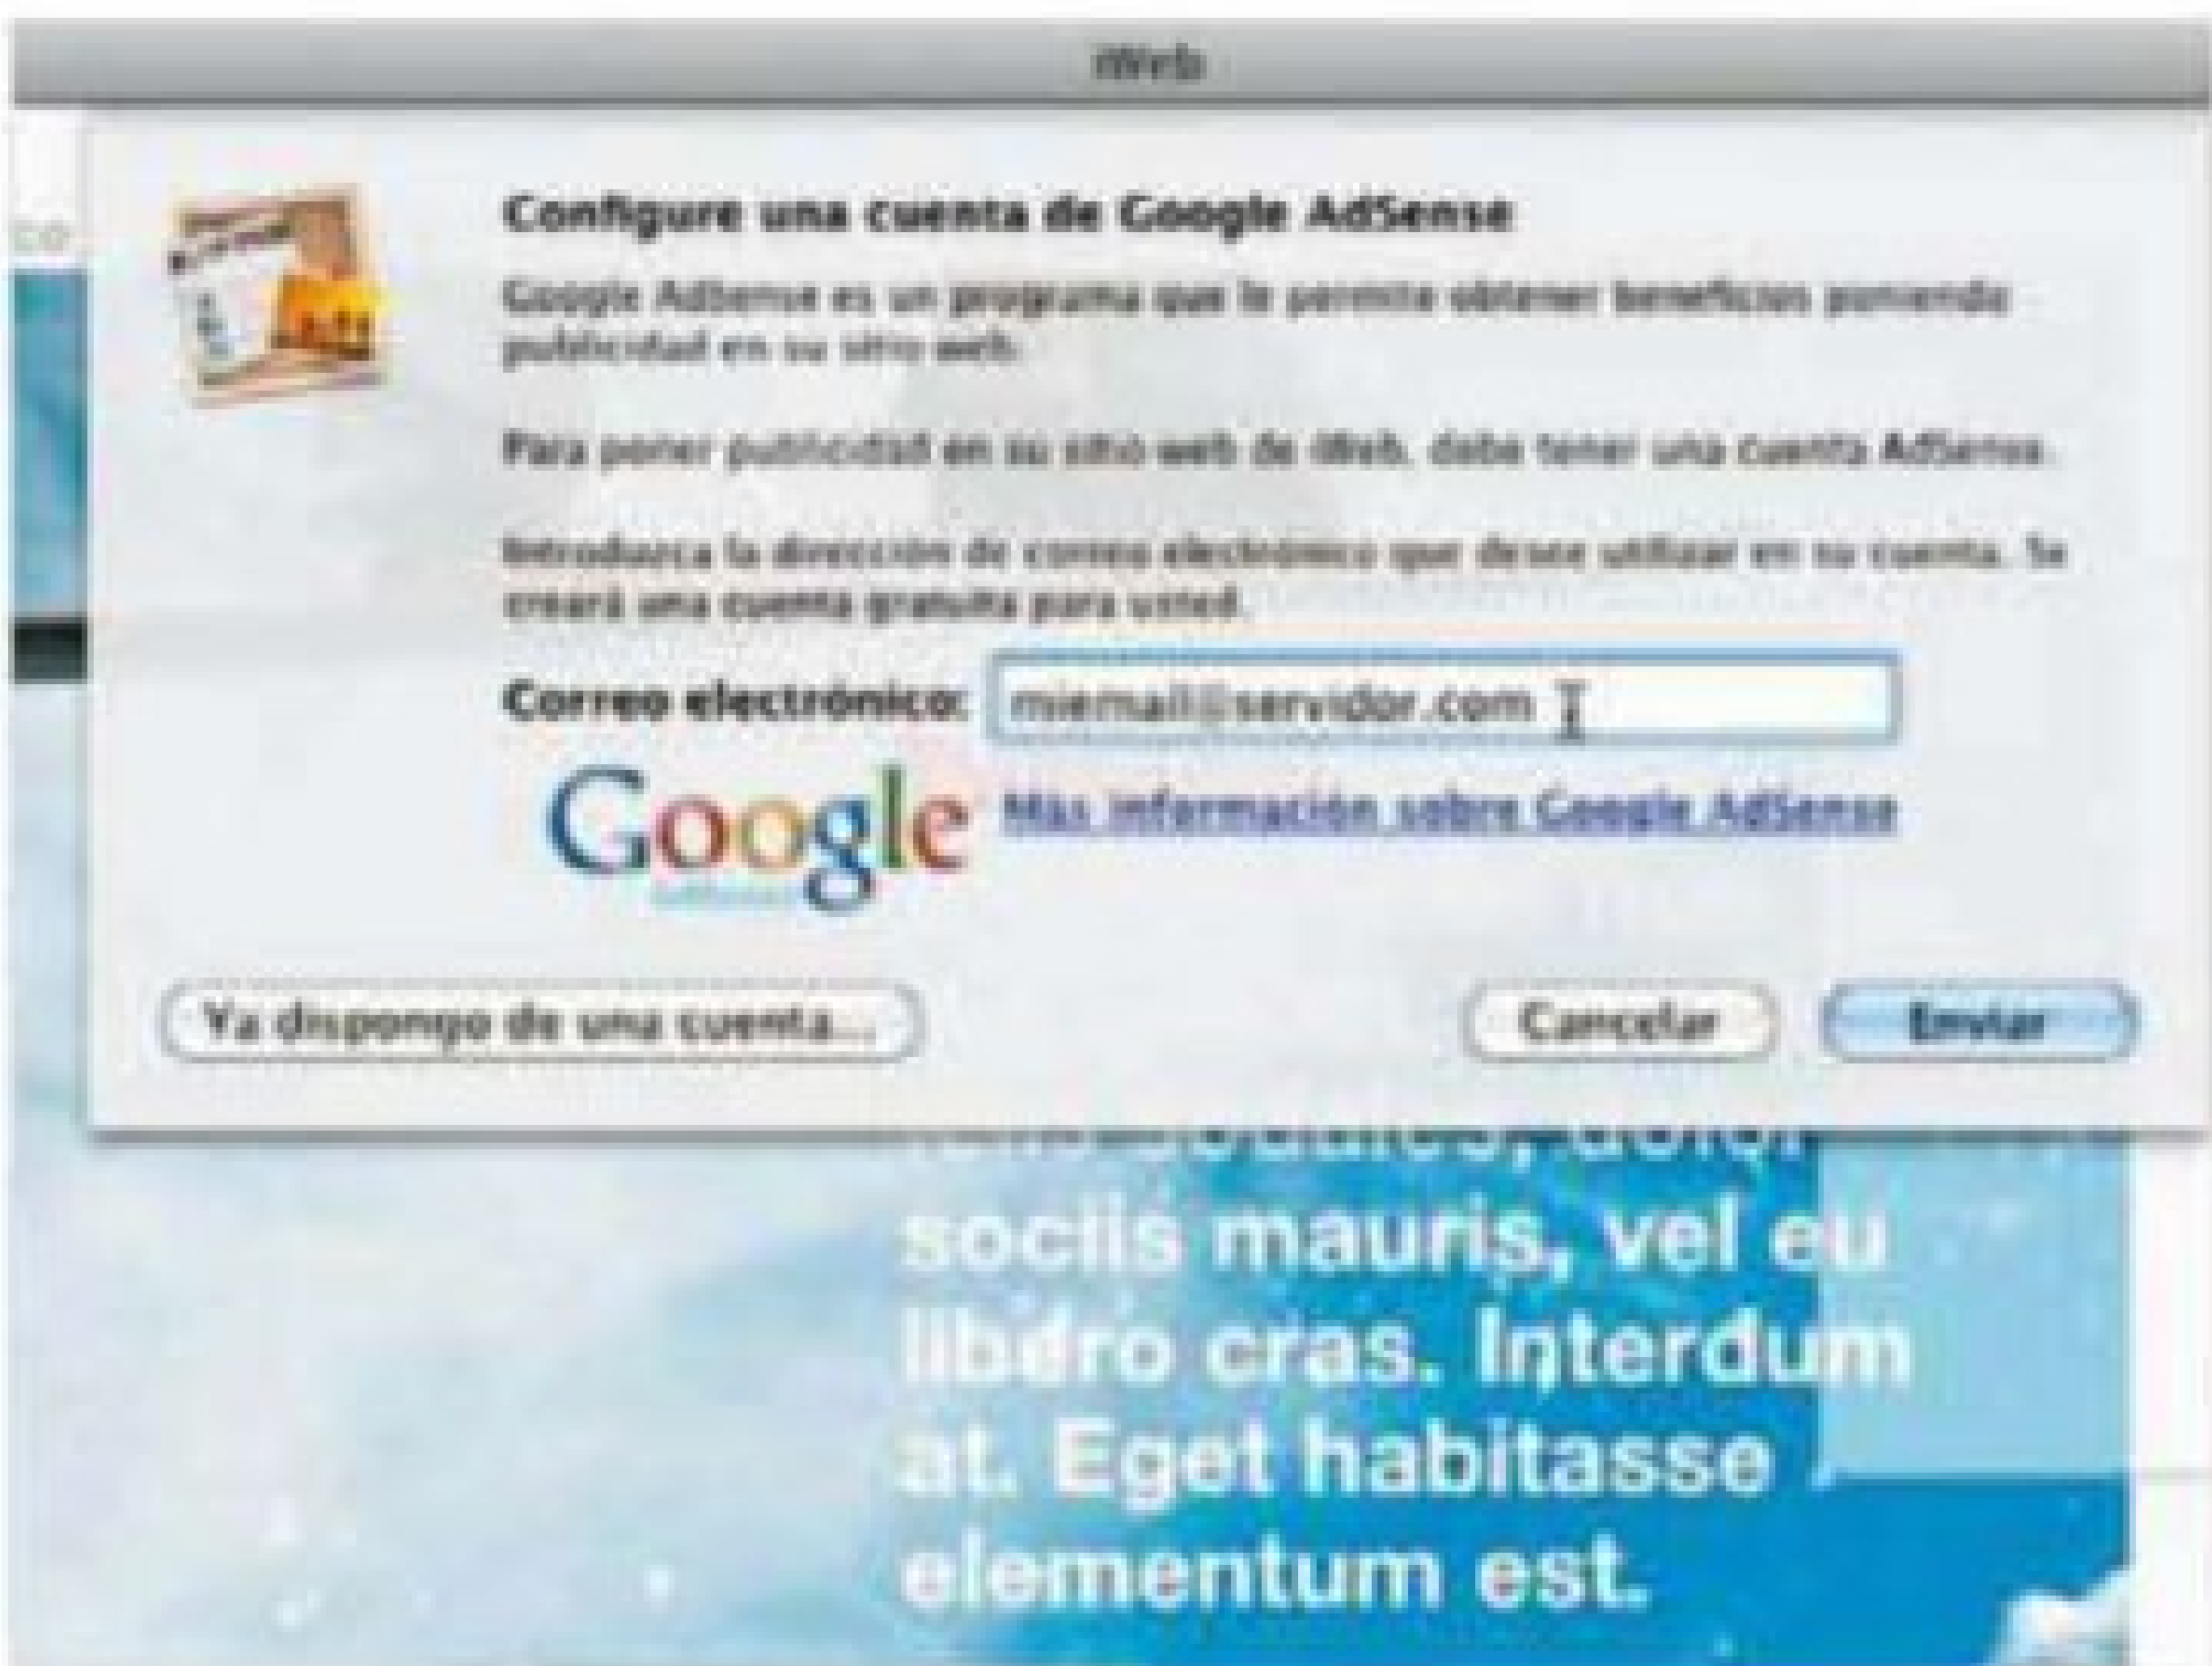 iWeb
Configure una cuenta de Google AdSense
Google AdSense es un programa que le permite obtener beneficios poniendo
publicidad en su sitio web.
Para poner publicidad en su sitio web de iWeb, debe tener una cuenta AdSense.
Introduzca la dirección de correo electrónico que desee utilizar en su cuenta. Se
creará una cuenta gratuita para usted.
Correo electrónico: miemail@servidor.com
Google Más información sobre Google AdSense
AdSense
Ya dispongo de una cuenta... Cancelar Enviar
sociis mauris, vel eu
libero cras. Interdum
at. Eget habitasse
elementum est.